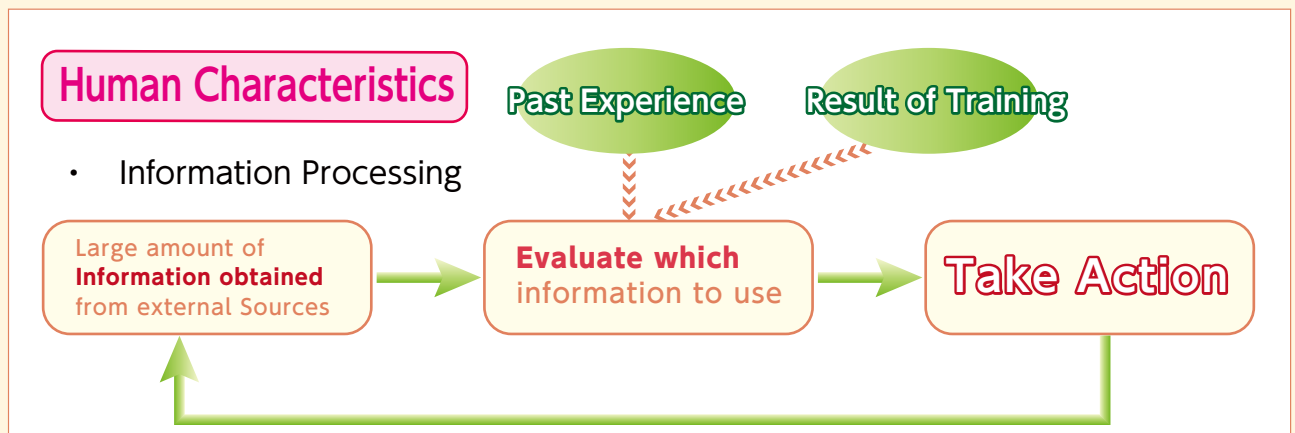 Human Characteristics
Past Experience
Result of Training
・ Information Processing
Large amount of
Information obtained
from external Sources
Evaluate which
information to use
Take Action